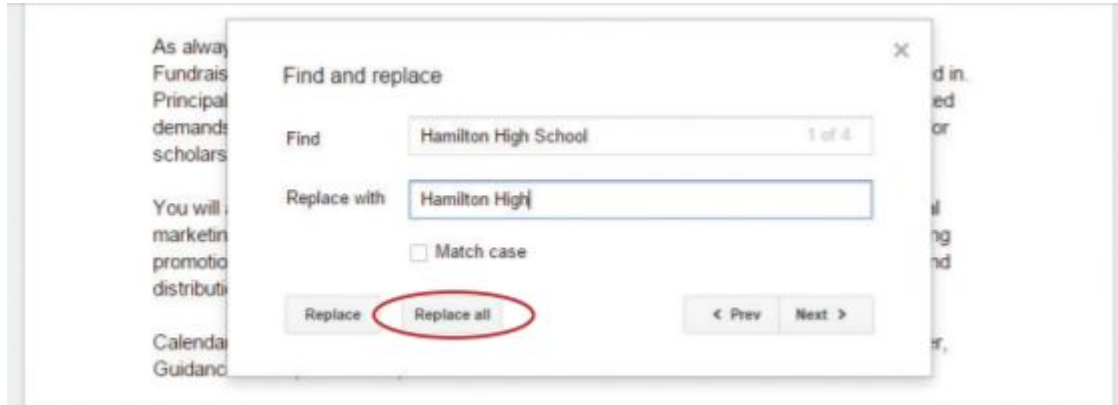 As alway
×
Fundrais
d in.
Find and replace
Principal
ed
demands
or
Find
Hamilton High School
1 of 4
scholars
Replace with
Hamilton High
You will
al
marketin
ng
Match case
promotio
nd
distributi
Replace
Replace all
< Prev
Next >
Calendar
er,
Guidanc